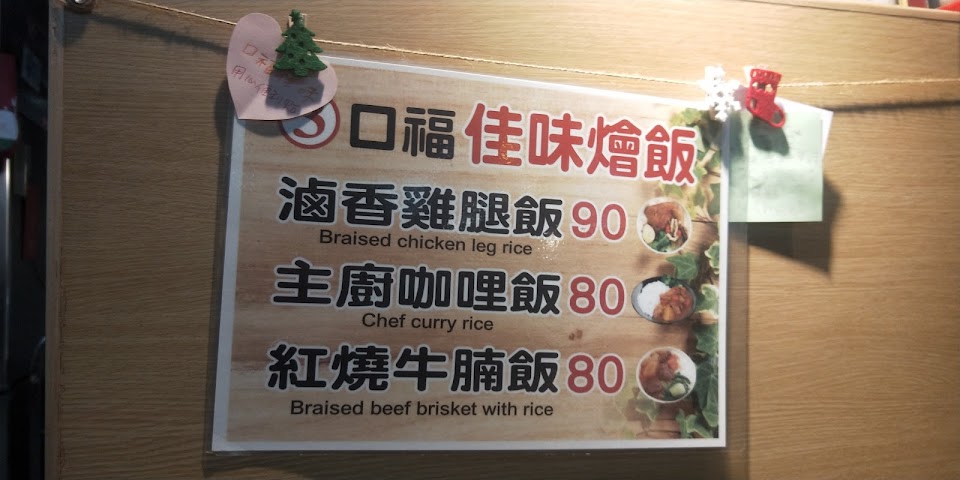 口福 佳味燴飯
滷香雞腿飯 90
Braised chicken leg rice
主廚咖哩飯 80
Chef curry rice
紅燒牛腩飯 80
Braised beef brisket with rice